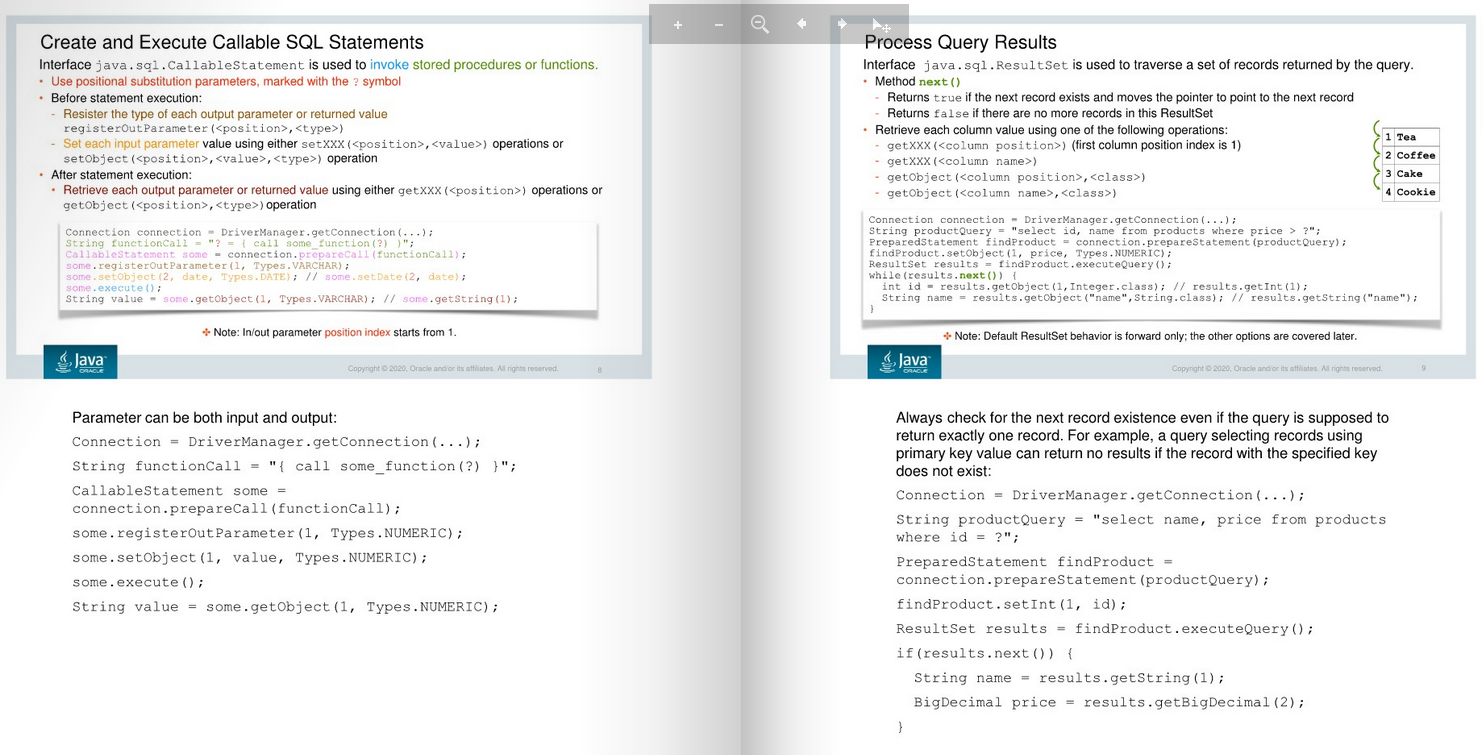 Create and Execute Callable SQL Statements
Interface java.sql.CallableStatement is used to invoke stored procedures or functions.
• Use positional substitution parameters, marked with the ? symbol
• Before statement execution:
- Resister the type of each output parameter or returned value
registerOutParameter(<position>,<type>)
- Set each input parameter value using either setXXX(<position>,<value>) operations or
setObject(<position>,<value>,<type>) operation
• After statement execution:
• Retrieve each output parameter or returned value using either getXXX(<position>) operations or
getObject(<position>,<type>)operation
Connection connection = DriverManager.getConnection(...);
String functionCall = "? = { call some_function(?) }";
CallableStatement some = connection.prepareCall(functionCall);
some.registerOutParameter(1, Types.VARCHAR);
some.setObject(2, date, Types.DATE); // some.setDate(2, date);
some.execute();
String value = some.getObject(1, Types.VARCHAR); // some.getString(1);
✤ Note: In/out parameter position index starts from 1.
Java
ORACLE
Copyright © 2020, Oracle and/or its affiliates. All rights reserved.
8
Parameter can be both input and output:
Connection = DriverManager.getConnection(...);
String functionCall = "{ call some_function(?) }";
CallableStatement some =
connection.prepareCall(functionCall);
some.registerOutParameter(1, Types.NUMERIC);
some.setObject(1, value, Types.NUMERIC);
some.execute();
String value = some.getObject(1, Types.NUMERIC);
Process Query Results
Interface java.sql.ResultSet is used to traverse a set of records returned by the query.
• Method next()
- Returns true if the next record exists and moves the pointer to point to the next record
- Returns false if there are no more records in this ResultSet
• Retrieve each column value using one of the following operations:
- getXXX(<column position>) (first column position index is 1)
- getXXX(<column name>)
- getObject(<column position>,<class>)
- getObject(<column name>,<class>)
1 Tea
2 Coffee
3 Cake
4 Cookie
Connection connection = DriverManager.getConnection(...);
String productQuery = "select id, name from products where price > ?";
PreparedStatement findProduct = connection.prepareStatement(productQuery);
findProduct.setObject(1, price, Types.NUMERIC);
ResultSet results = findProduct.executeQuery();
while(results.next()) {
int id = results.getObject(1,Integer.class); // results.getInt(1);
String name = results.getObject("name",String.class); // results.getString("name");
}
✤ Note: Default ResultSet behavior is forward only; the other options are covered later.
Java
ORACLE
Copyright © 2020, Oracle and/or its affiliates. All rights reserved.
9
Always check for the next record existence even if the query is supposed to
return exactly one record. For example, a query selecting records using
primary key value can return no results if the record with the specified key
does not exist:
Connection = DriverManager.getConnection(...);
String productQuery = "select name, price from products
where id = ?";
PreparedStatement findProduct =
connection.prepareStatement(productQuery);
findProduct.setInt(1, id);
ResultSet results = findProduct.executeQuery();
if(results.next()) {
String name = results.getString(1);
BigDecimal price = results.getBigDecimal(2);
}